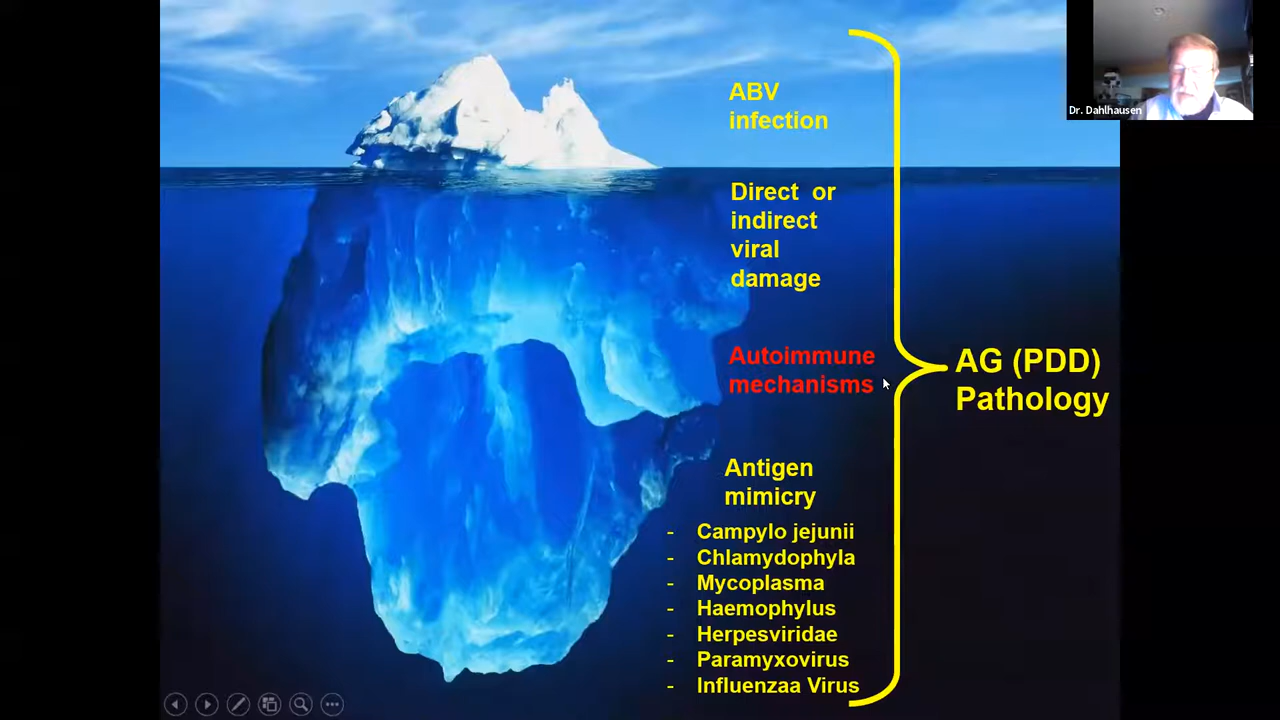 ABV
infection
Direct or
indirect
viral
damage
Autoimmune
mechanisms
Antigen
mimicry
- Campylo jejunii
- Chlamydophyla
- Mycoplasma
- Haemophylus
- Herpesviridae
- Paramyxovirus
- Influenzaa Virus
AG (PDD)
Pathology
Dr. Dahlhausen